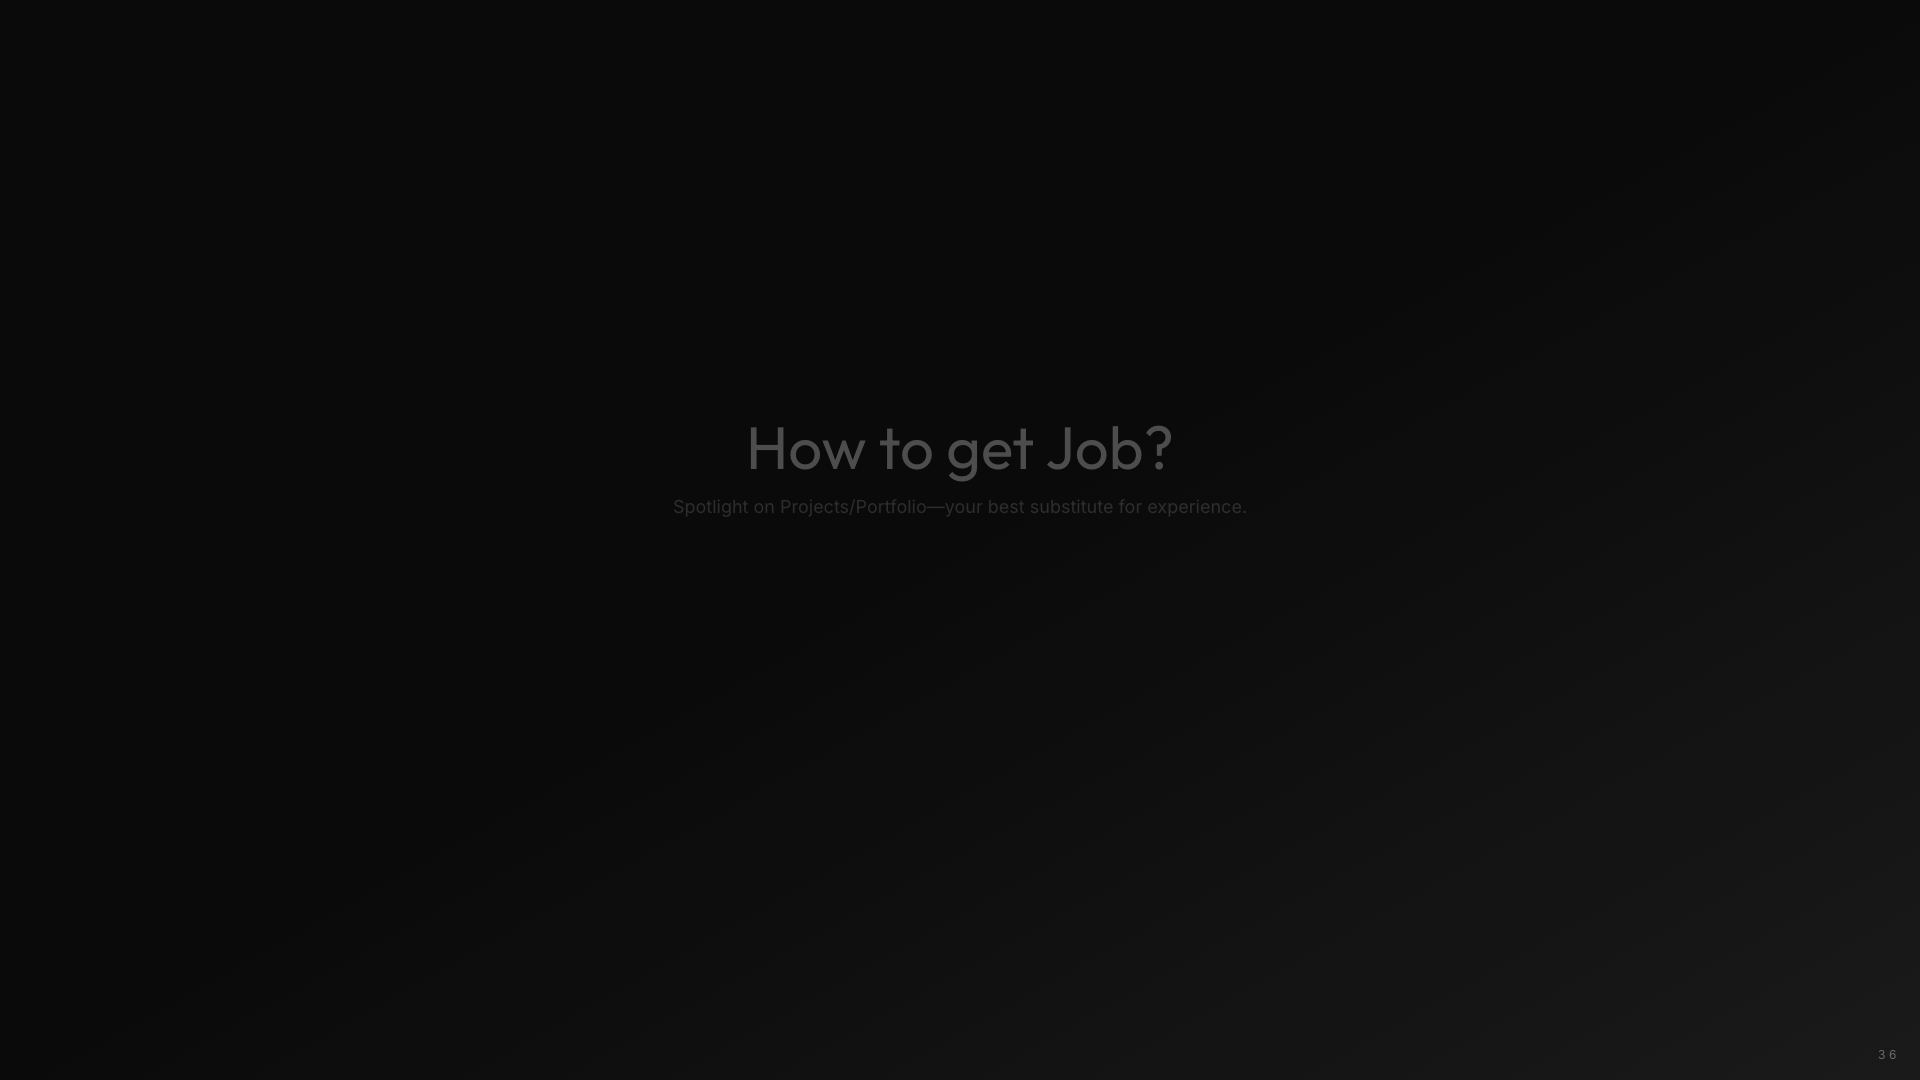 How to get Job?
Spotlight on Projects/Portfolio—your best substitute for experience.
36